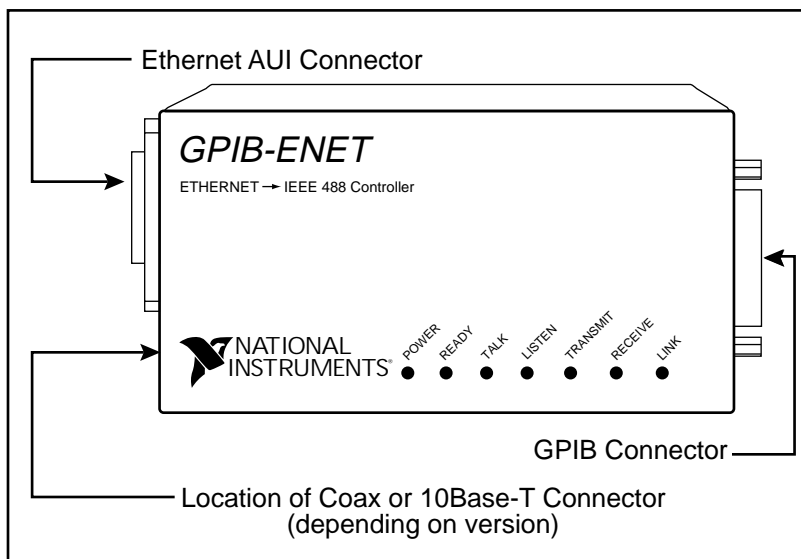 Ethernet AUI Connector
GPIB-ENET
ETHERNET → IEEE 488 Controller
NATIONAL
INSTRUMENTS®
POWER
READY
TALK
LISTEN
TRANSMIT
RECEIVE
LINK
GPIB Connector
Location of Coax or 10Base-T Connector
(depending on version)